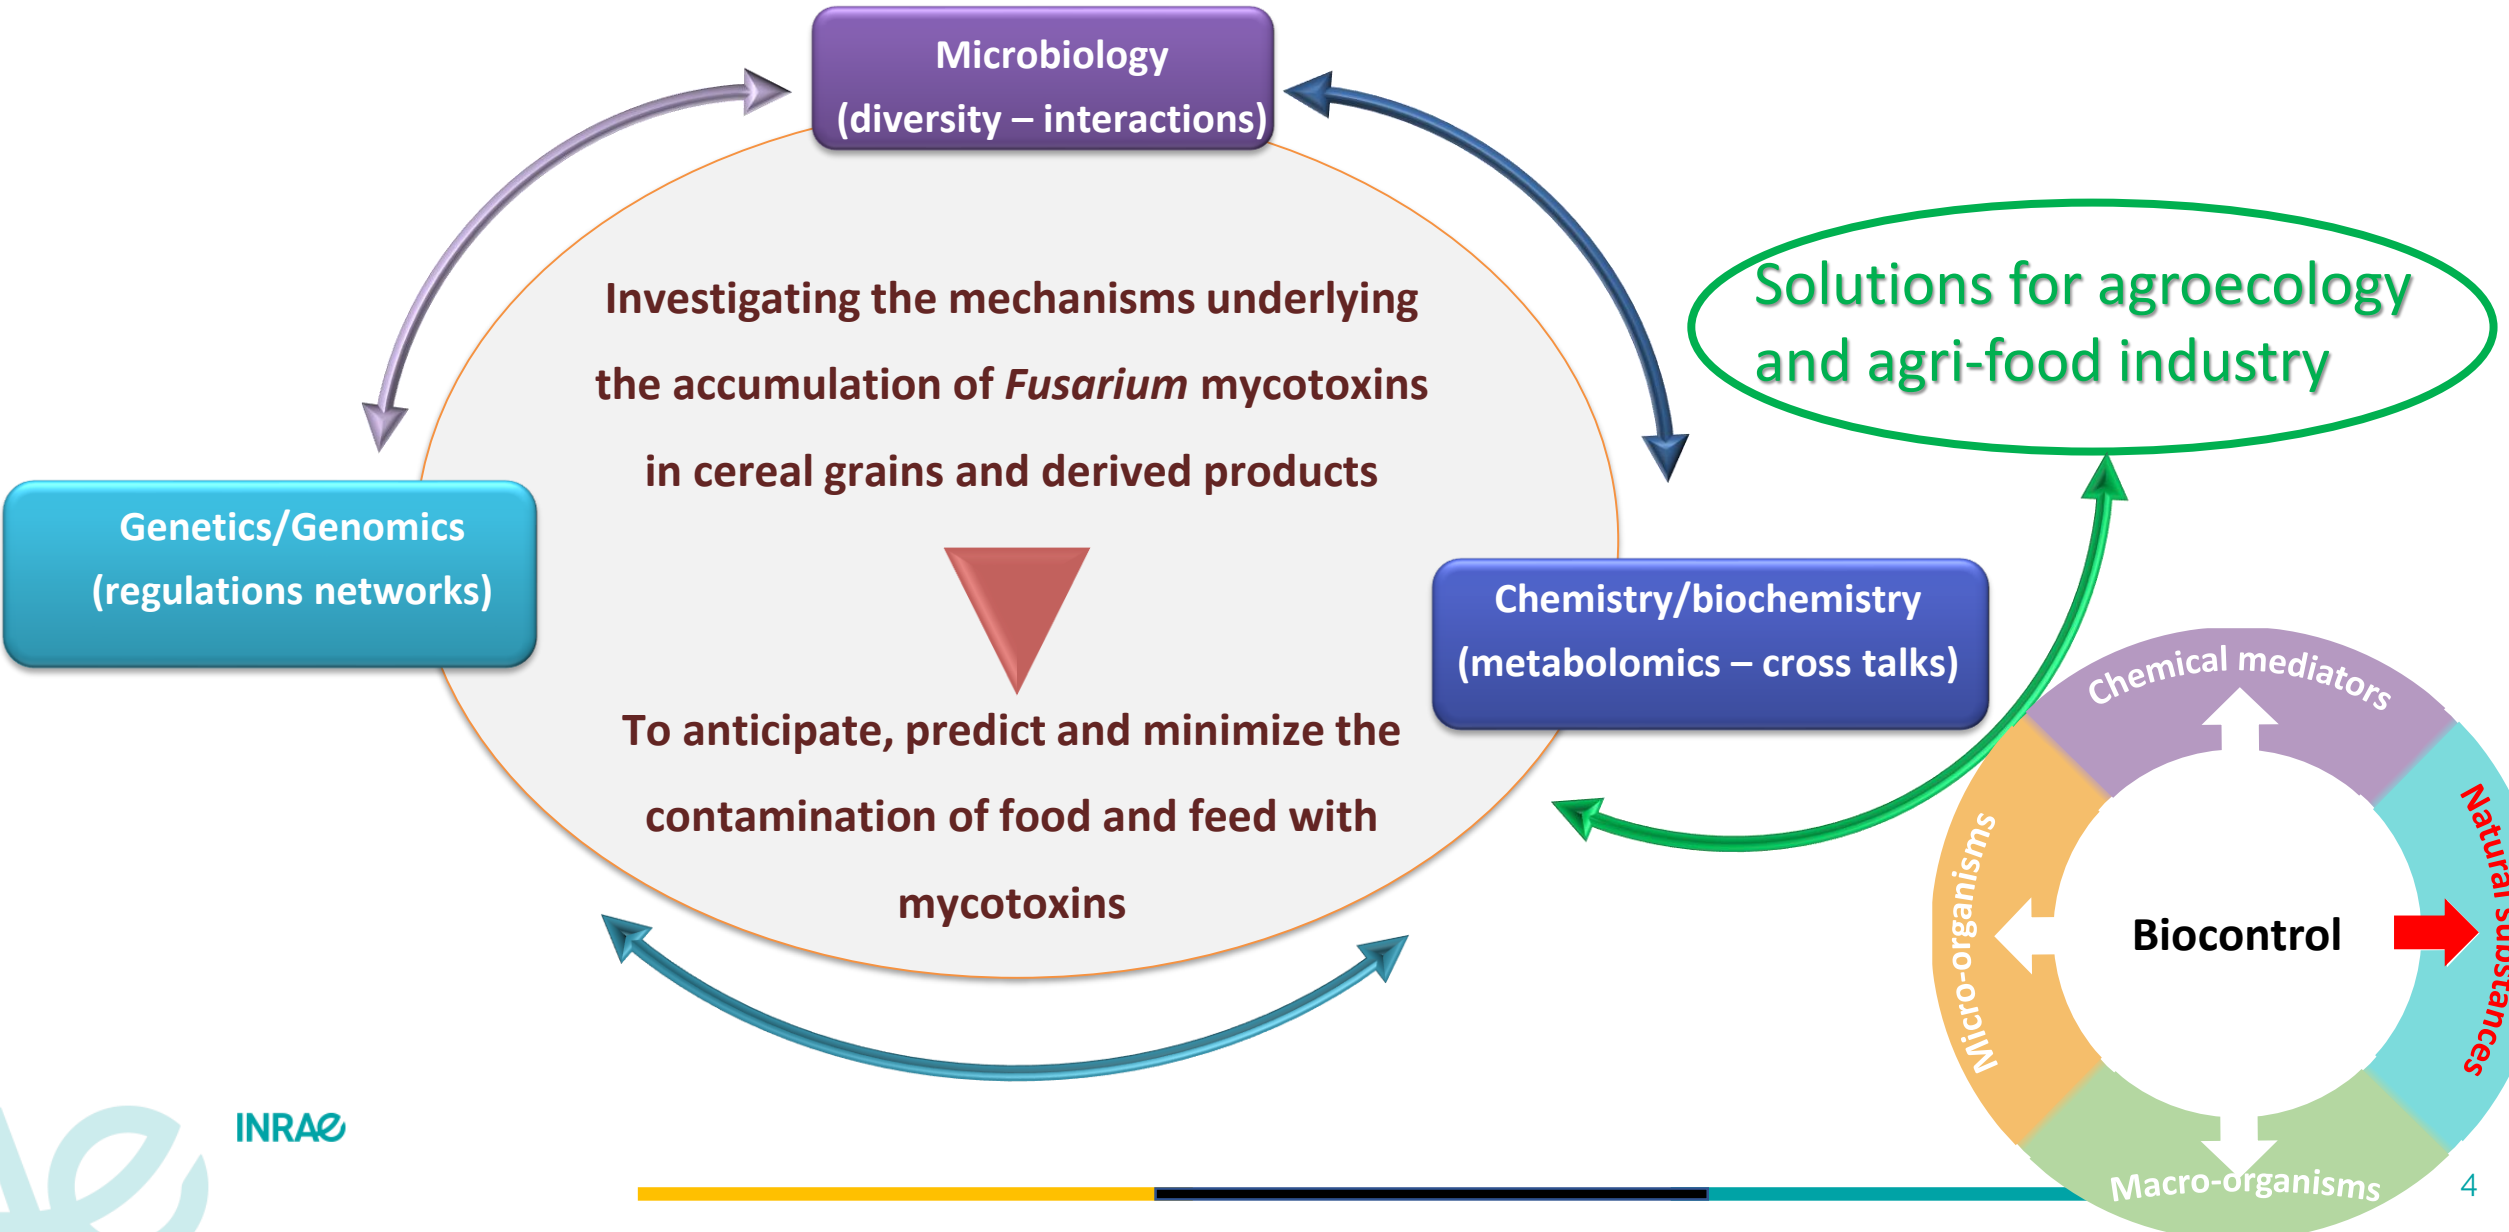 Microbiology
(diversity – interactions)
Investigating the mechanisms underlying
the accumulation of Fusarium mycotoxins
in cereal grains and derived products
Solutions for agroecology
and agri-food industry
Genetics/Genomics
(regulations networks)
Chemistry/biochemistry
(metabolomics – cross talks)
To anticipate, predict and minimize the
contamination of food and feed with
mycotoxins
Chemical mediators
Natural substances
Micro-organisms
Biocontrol
Macro-organisms
INRAe
4